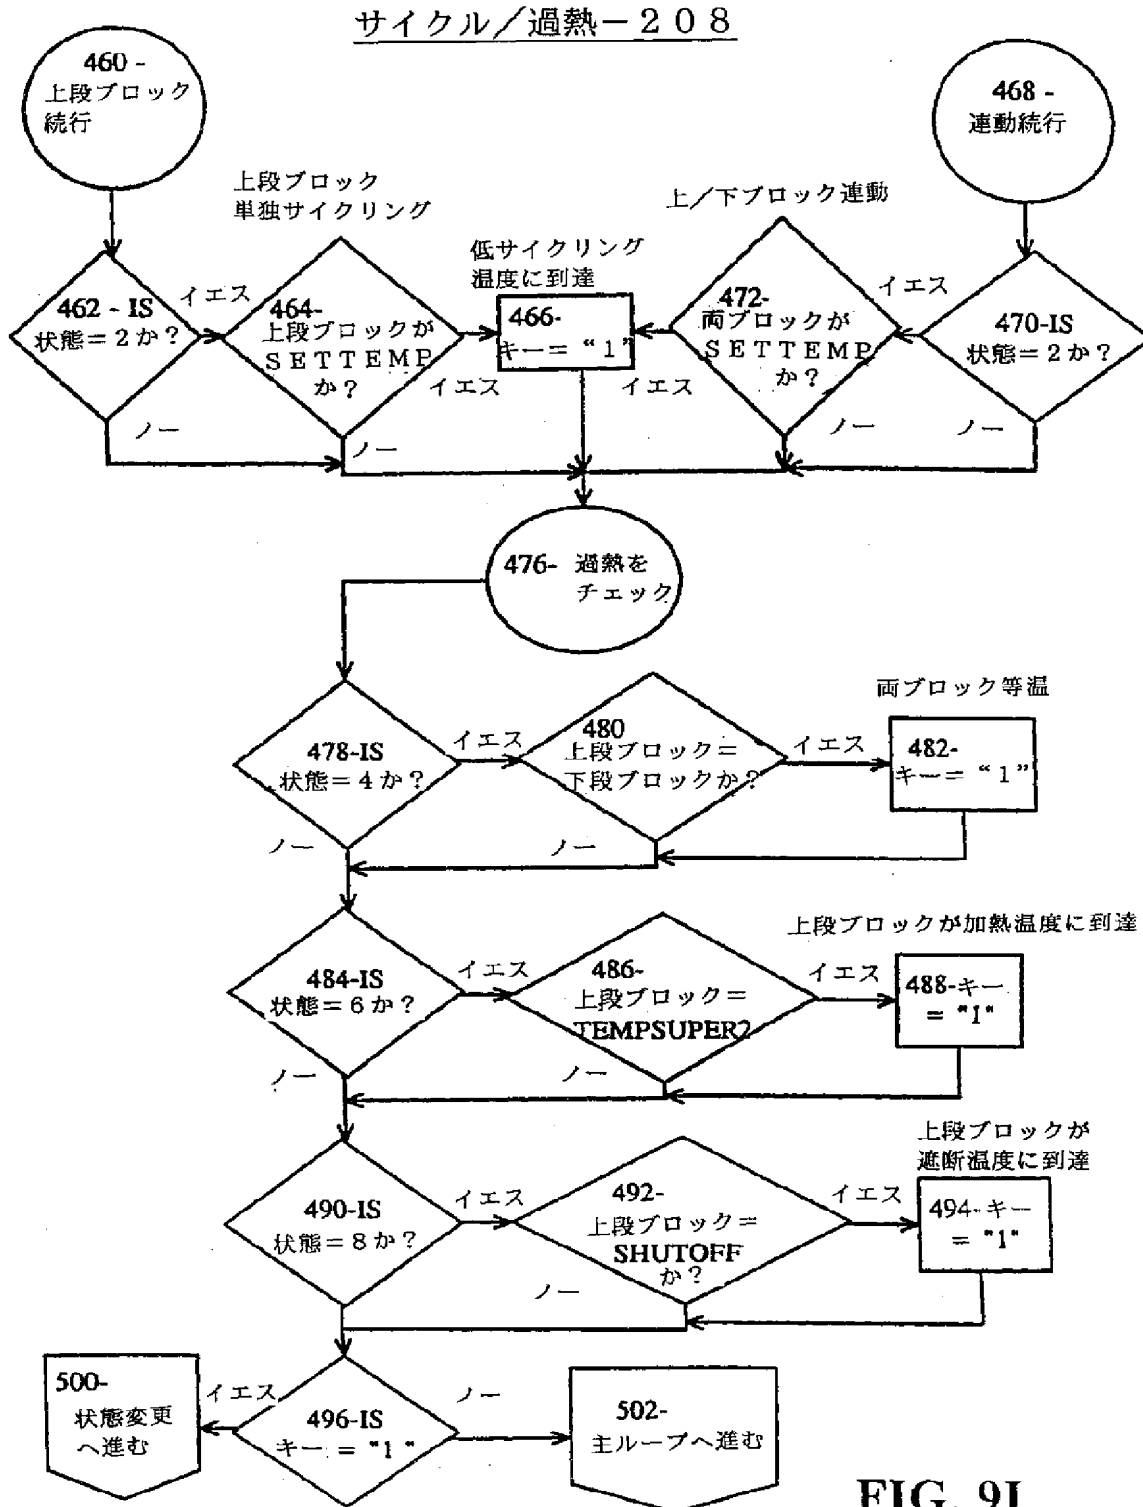 サイクル／過熱－２０８
460 -
上段ブロック
続行
468 -
連動続行
上段ブロック
単独サイクリング
上／下ブロック連動
低サイクリング
温度に到達
462 - IS
状態＝2か？
イエス
ノー
464-
上段ブロックが
ＳＥＴＴＥＭＰ
か？
イエス
ノー
466-
キー＝“1”
472-
両ブロックが
ＳＥＴＴＥＭＰ
か？
イエス
ノー
470-IS
状態＝2か？
イエス
ノー
476- 過熱を
チェック
478-IS
状態＝4か？
イエス
ノー
480
上段ブロック＝
下段ブロックか？
イエス
ノー
両ブロック等温
482-
キー＝“1”
484-IS
状態＝6か？
イエス
ノー
486-
上段ブロック＝
TEMPSUPER2
イエス
ノー
上段ブロックが加熱温度に到達
488-キー
＝"1"
490-IS
状態＝8か？
イエス
492-
上段ブロック＝
SHUTOFF
か？
イエス
ノー
上段ブロックが
遮断温度に到達
494-キー
＝"1"
496-IS
キー＝"1"
イエス
ノー
500-
状態変更
へ進む
502-
主ループへ進む
FIG. 9I